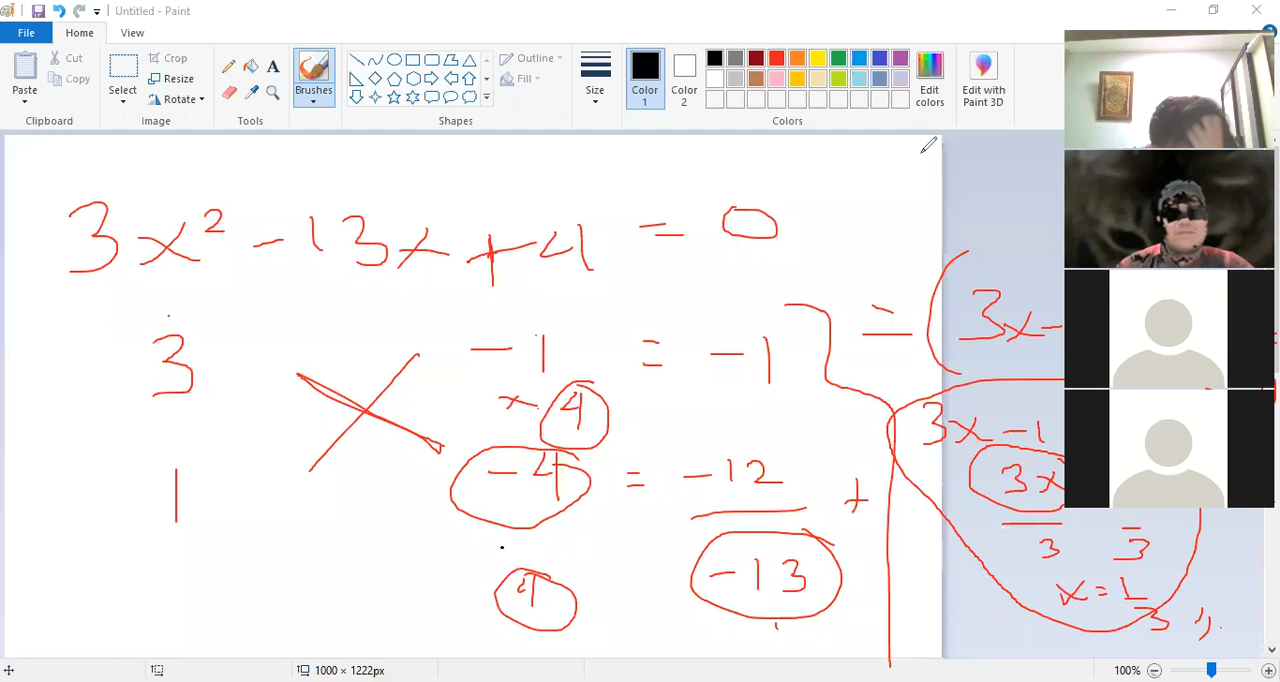 Untitled - Paint
File Home View
Paste
Cut
Copy
Clipboard
Select
Crop
Resize
Rotate
Image
A
Tools
Brushes
Outline
Fill
Shapes
Size
Color 1
Color 2
Colors
Edit colors
Edit with Paint 3D
3x² - 13x + 4 = 0
3 -1 = -1 = (3x-
× 4
1 -4 = -12 +
4 -13
3x - 1
3x
3 3
x = 1/3 //
1000 × 1222px
100%